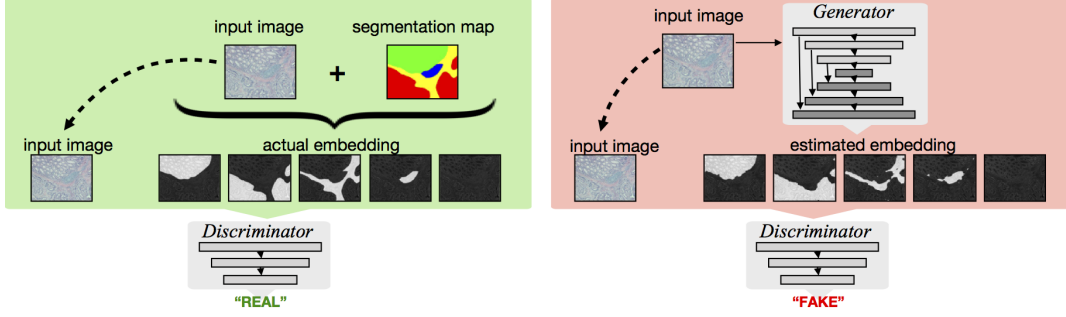 input image
segmentation map
+
input image
actual embedding
Discriminator
“REAL”
input image
Generator
input image
estimated embedding
Discriminator
“FAKE”